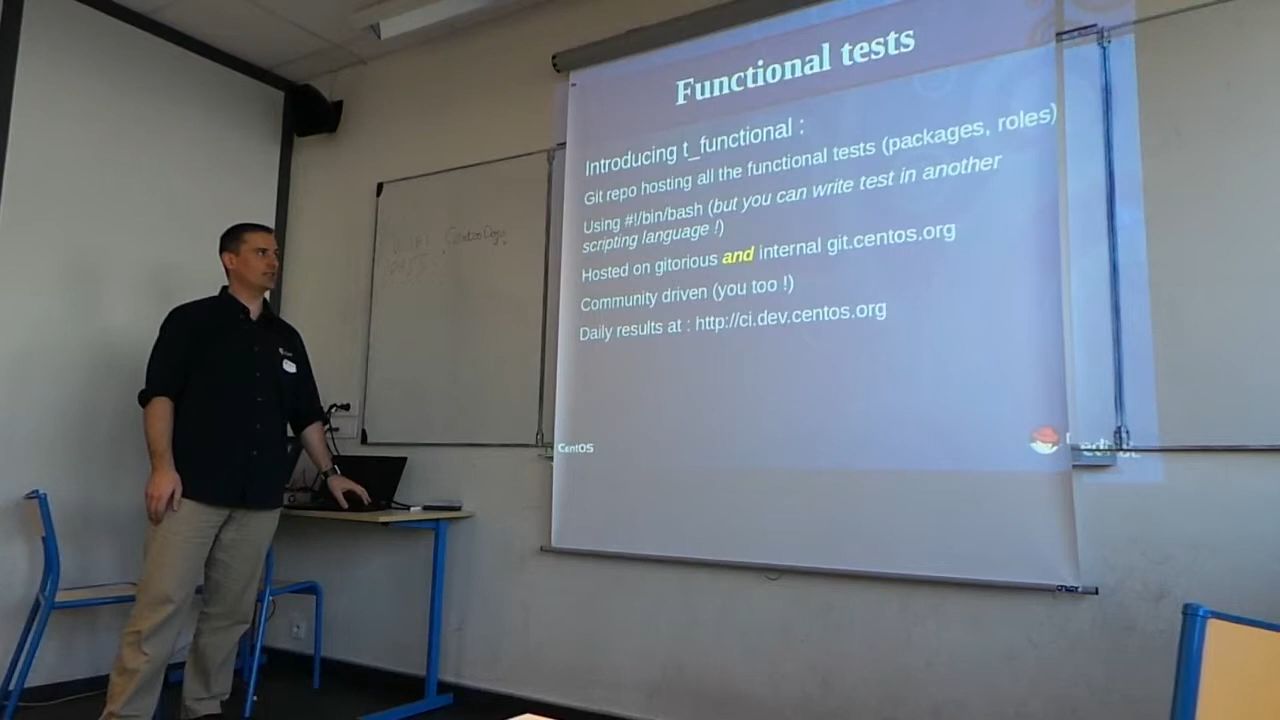 Functional tests
Introducing t_functional :
Git repo hosting all the functional tests (packages, roles)
Using #!/bin/bash (but you can write test in another
scripting language !)
Hosted on gitorious and internal git.centos.org
Community driven (you too !)
Daily results at : http://ci.dev.centos.org
CentOS